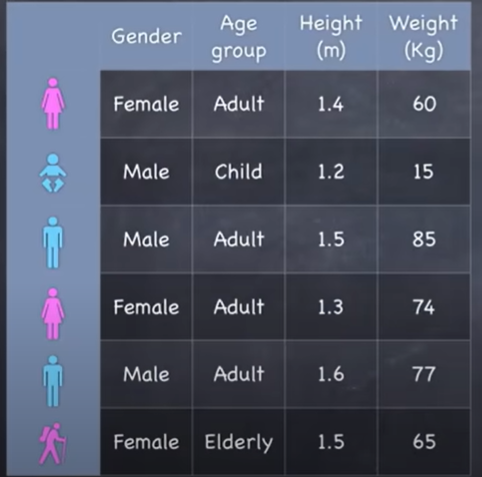 Gender Age group Height (m) Weight (Kg)
Female Adult 1.4 60
Male Child 1.2 15
Male Adult 1.5 85
Female Adult 1.3 74
Male Adult 1.6 77
Female Elderly 1.5 65